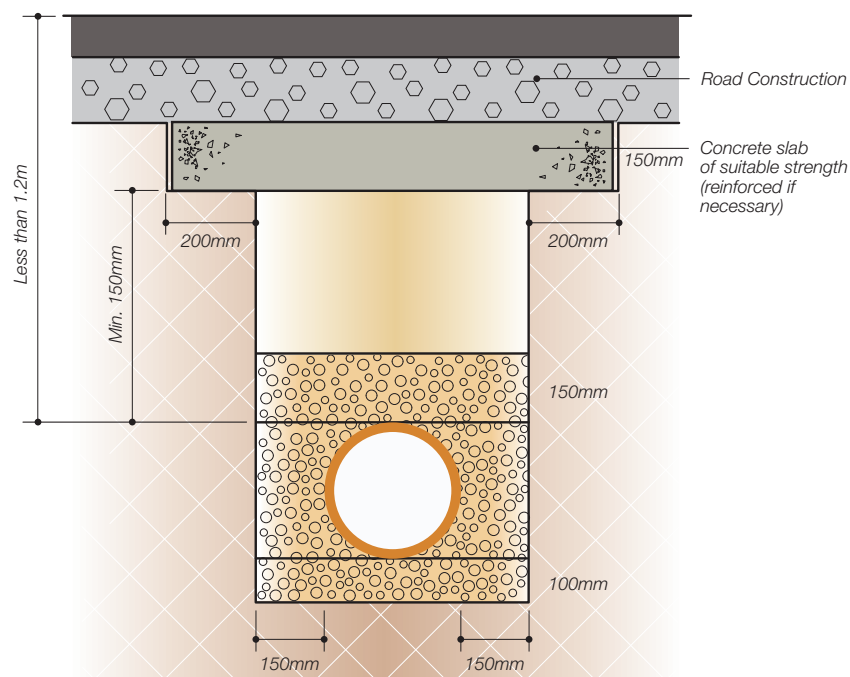 Road Construction
Concrete slab
of suitable strength
(reinforced if
necessary)
150mm
Less than 1.2m
Min. 150mm
200mm
200mm
150mm
100mm
150mm
150mm